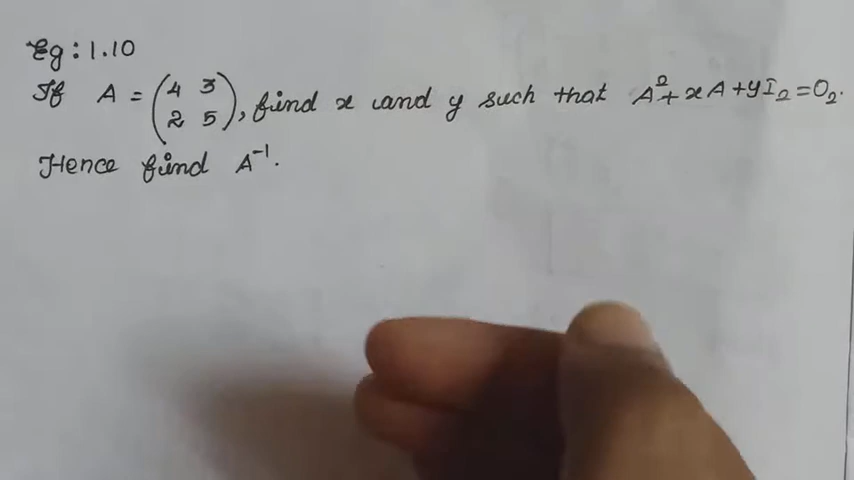 Eg : 1.10
If A = (4 3
2 5), find x and y such that A² + xA + yI₂ = O₂.
Hence find A⁻¹.